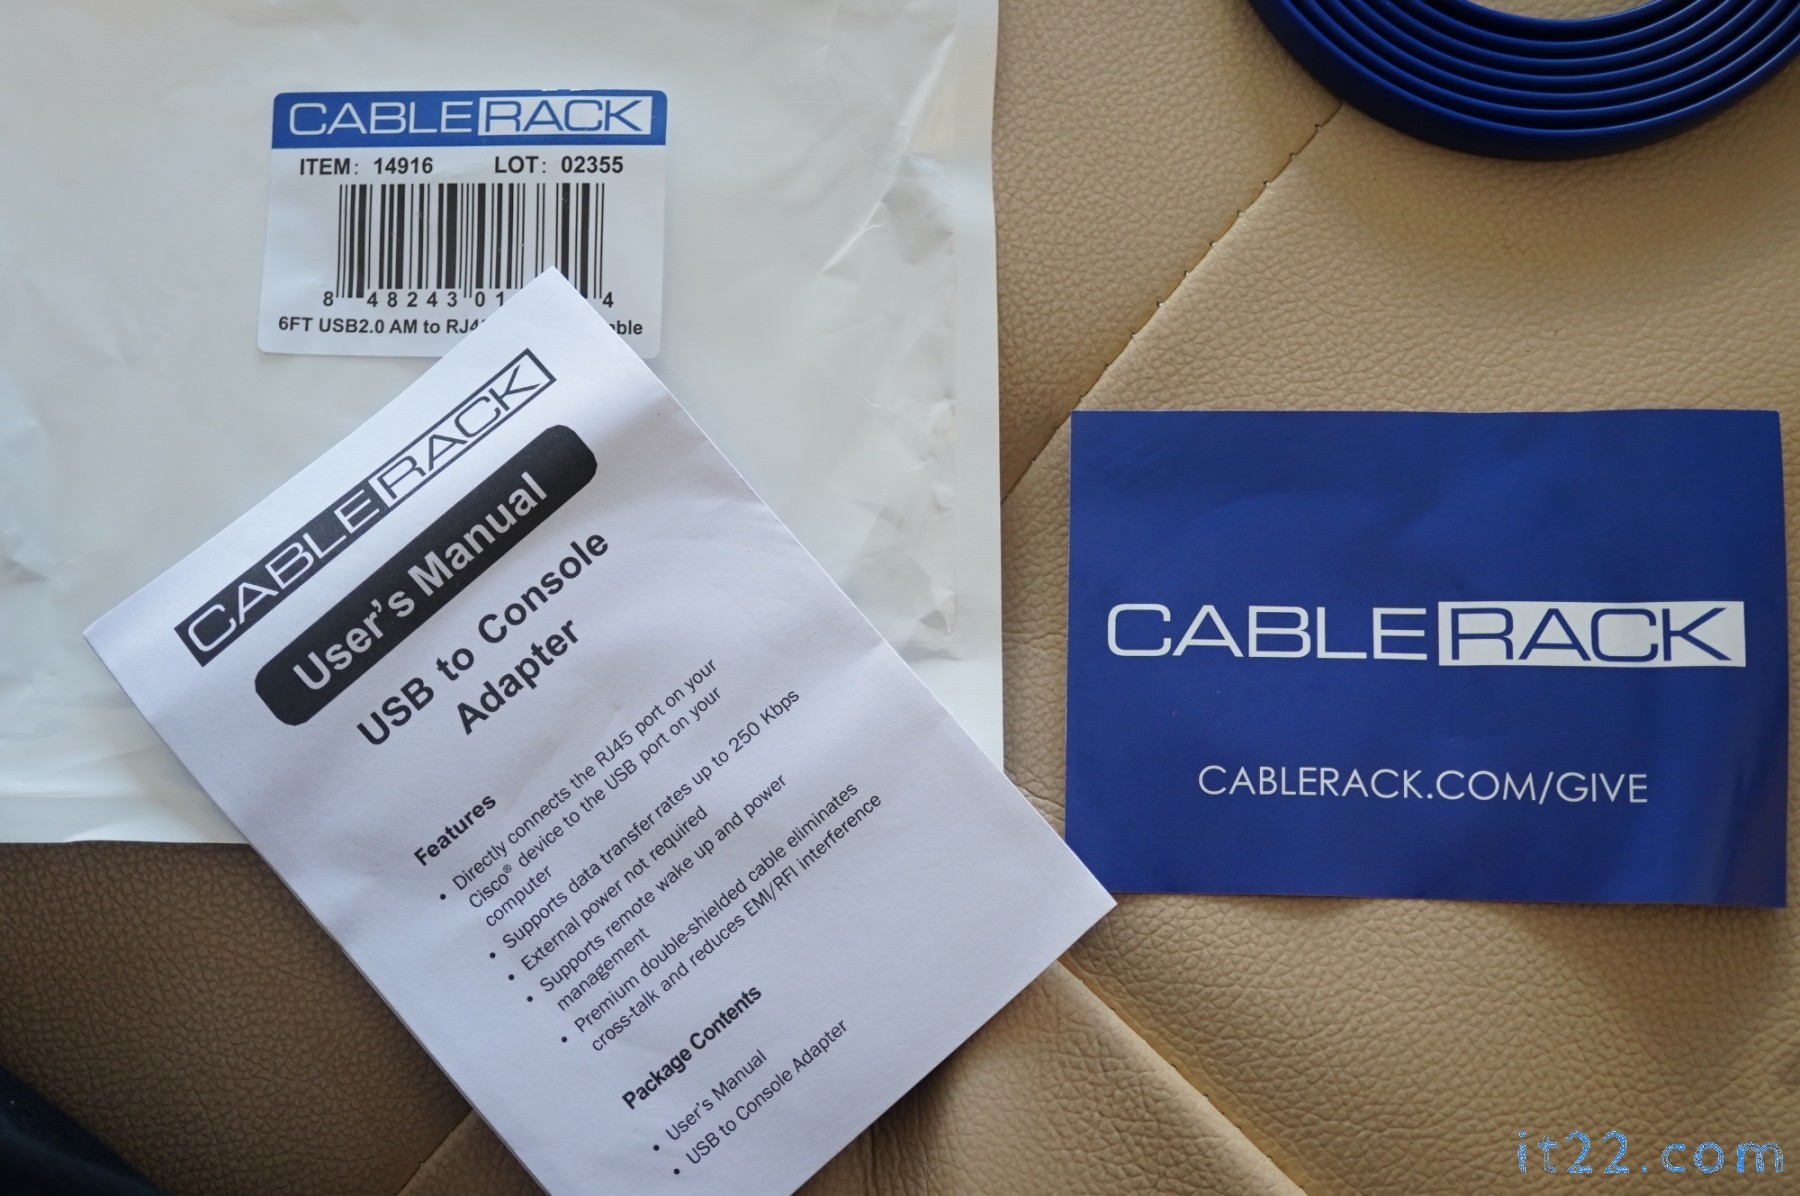 CABLERACK
ITEM: 14916 LOT: 02355
8 48243 01 4
6FT USB2.0 AM to
CABLERACK
User's Manual
USB to Console
Adapter
Features
• Directly connects the RJ45 port on your
Cisco® device to the USB port on your
computer
• Supports data transfer rates up to 250 Kbps
• External power not required
• Supports remote wake up and power
management
• Premium double-shielded cable eliminates
cross-talk and reduces EMI/RFI interference
Package Contents
• User's Manual
• USB to Console Adapter
CABLERACK
CABLERACK.COM/GIVE
it22.com